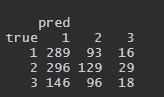 pred
true 1 2 3
1 289 93 16
2 296 129 29
3 146 96 18